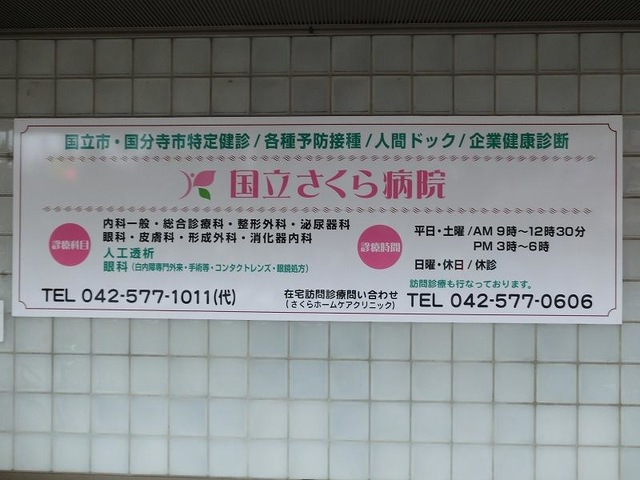 国立市・国分寺市特定健診/各種予防接種/人間ドック/企業健康診断
国立さくら病院
診療科目
内科一般・総合診療科・整形外科・泌尿器科
眼科・皮膚科・形成外科・消化器内科
人工透析
眼科(白内障専門外来・手術等・コンタクトレンズ・眼鏡処方)
診療時間
平日・土曜/AM 9時~12時30分
PM 3時~6時
日曜・休日/休診
訪問診療も行なっております。
TEL 042-577-1011(代)
在宅訪問診療問い合わせ
(さくらホームケアクリニック)
TEL 042-577-0606